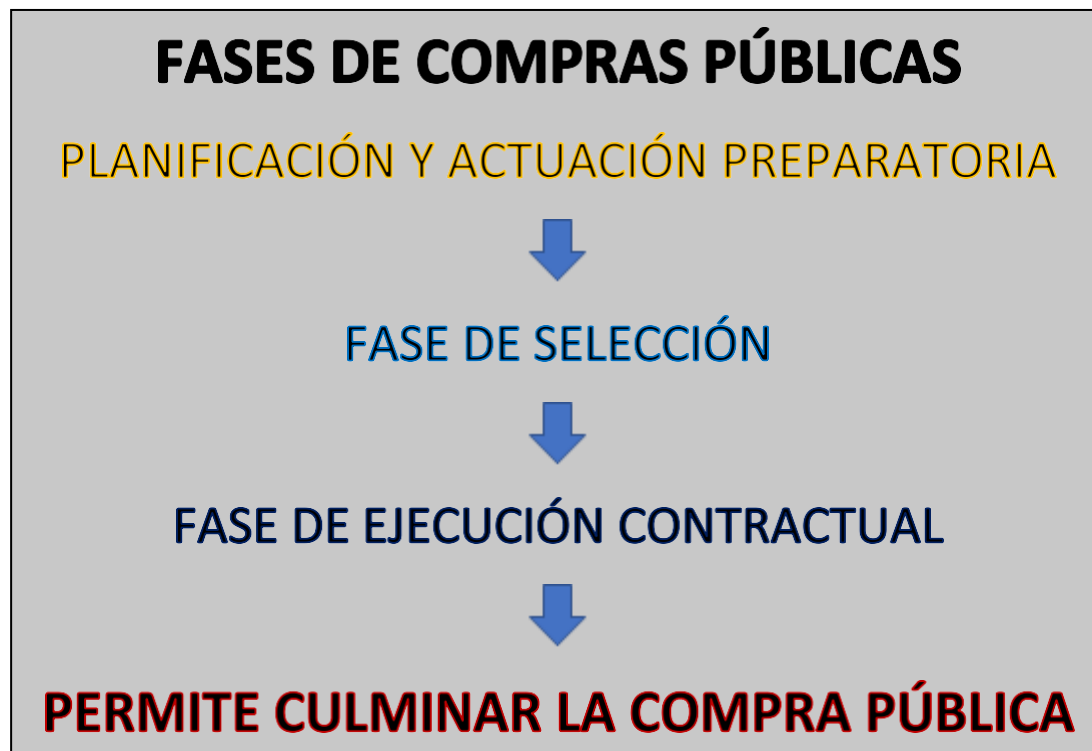 FASES DE COMPRAS PÚBLICAS
PLANIFICACIÓN Y ACTUACIÓN PREPARATORIA
FASE DE SELECCIÓN
FASE DE EJECUCIÓN CONTRACTUAL
PERMITE CULMINAR LA COMPRA PÚBLICA